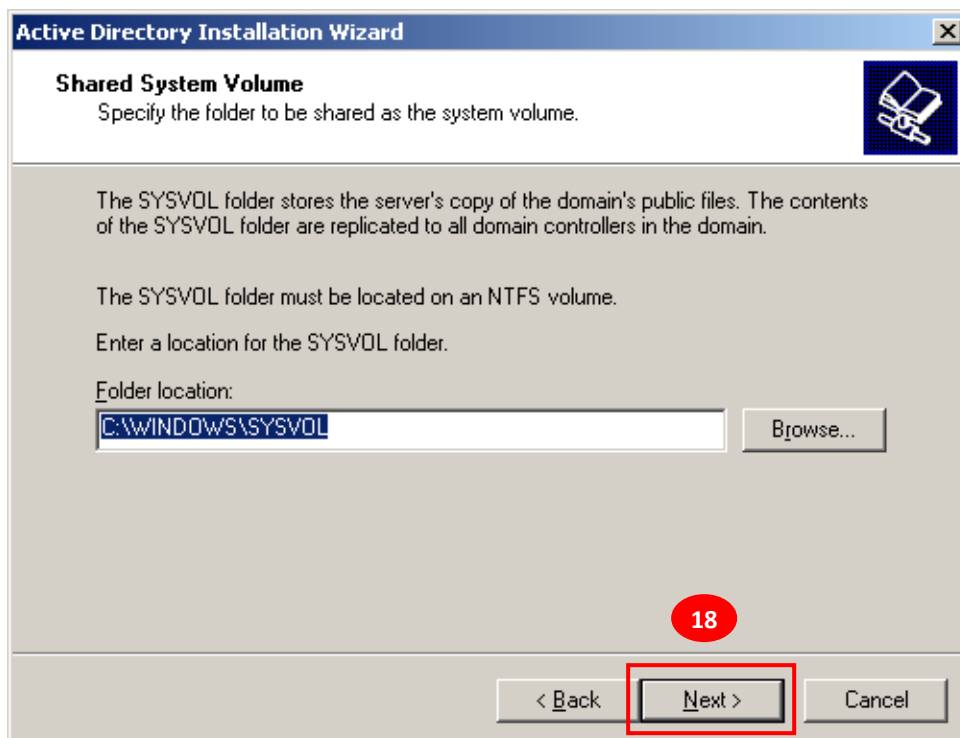 Active Directory Installation Wizard
Shared System Volume
Specify the folder to be shared as the system volume.
The SYSVOL folder stores the server's copy of the domain's public files. The contents
of the SYSVOL folder are replicated to all domain controllers in the domain.
The SYSVOL folder must be located on an NTFS volume.
Enter a location for the SYSVOL folder.
Folder location:
C:\WINDOWS\SYSVOL
Browse...
18
< Back
Next >
Cancel